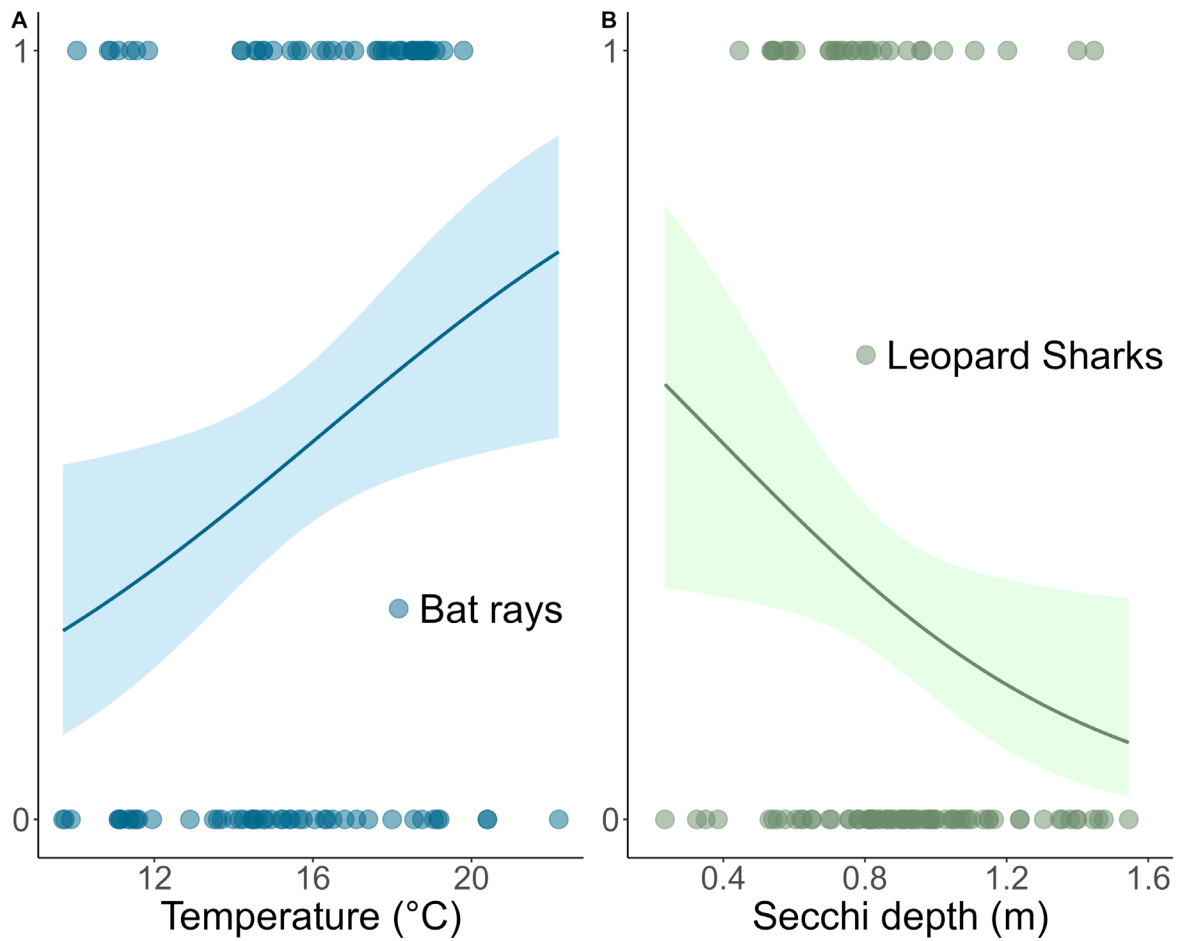 A
1
0
Bat rays
12 16 20
Temperature (°C)
B
1
0
Leopard Sharks
0.4 0.8 1.2 1.6
Secchi depth (m)